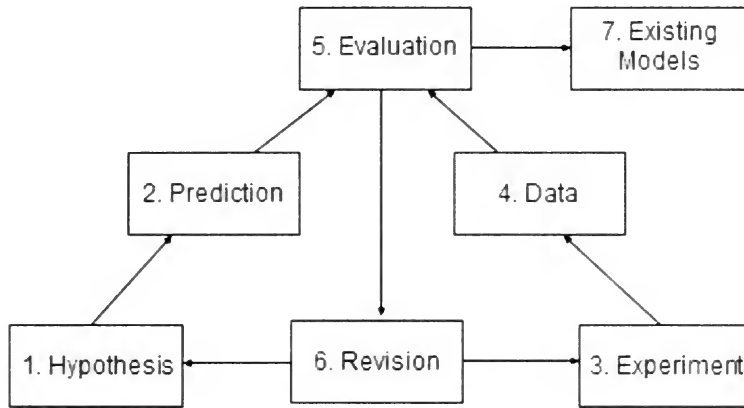 5. Evaluation
7. Existing
Models
2. Prediction
4. Data
1. Hypothesis
6. Revision
3. Experiment